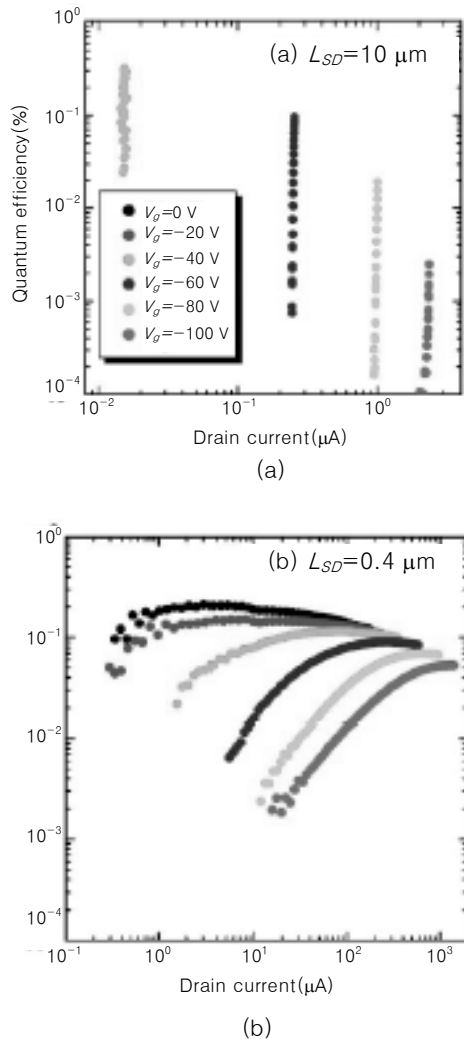 (a) L_SD=10 μm
Quantum efficiency(%)
10⁻¹
10⁻²
10⁻³
10⁻⁴
V_g=0 V
V_g=−20 V
V_g=−40 V
V_g=−60 V
V_g=−80 V
V_g=−100 V
10⁻²
10⁻¹
10⁰
Drain current(μA)
(a)
10⁰
(b) L_SD=0.4 μm
10⁻¹
10⁻²
10⁻³
10⁻⁴
10⁻¹
10⁰
10¹
10²
10³
Drain current(μA)
(b)